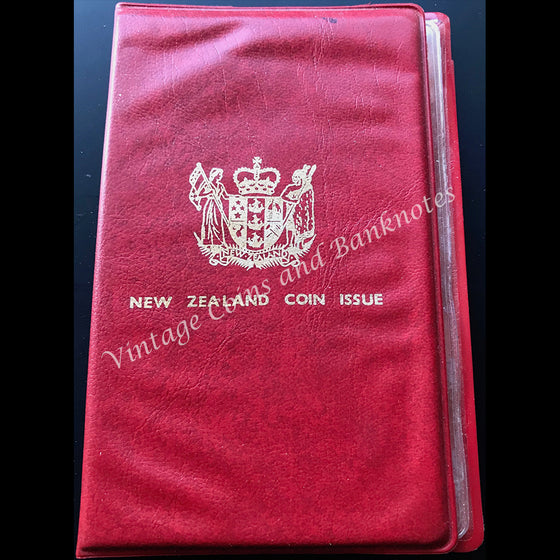 NEW ZEALAND
NEW ZEALAND COIN ISSUE
Vintage Coins and Banknotes